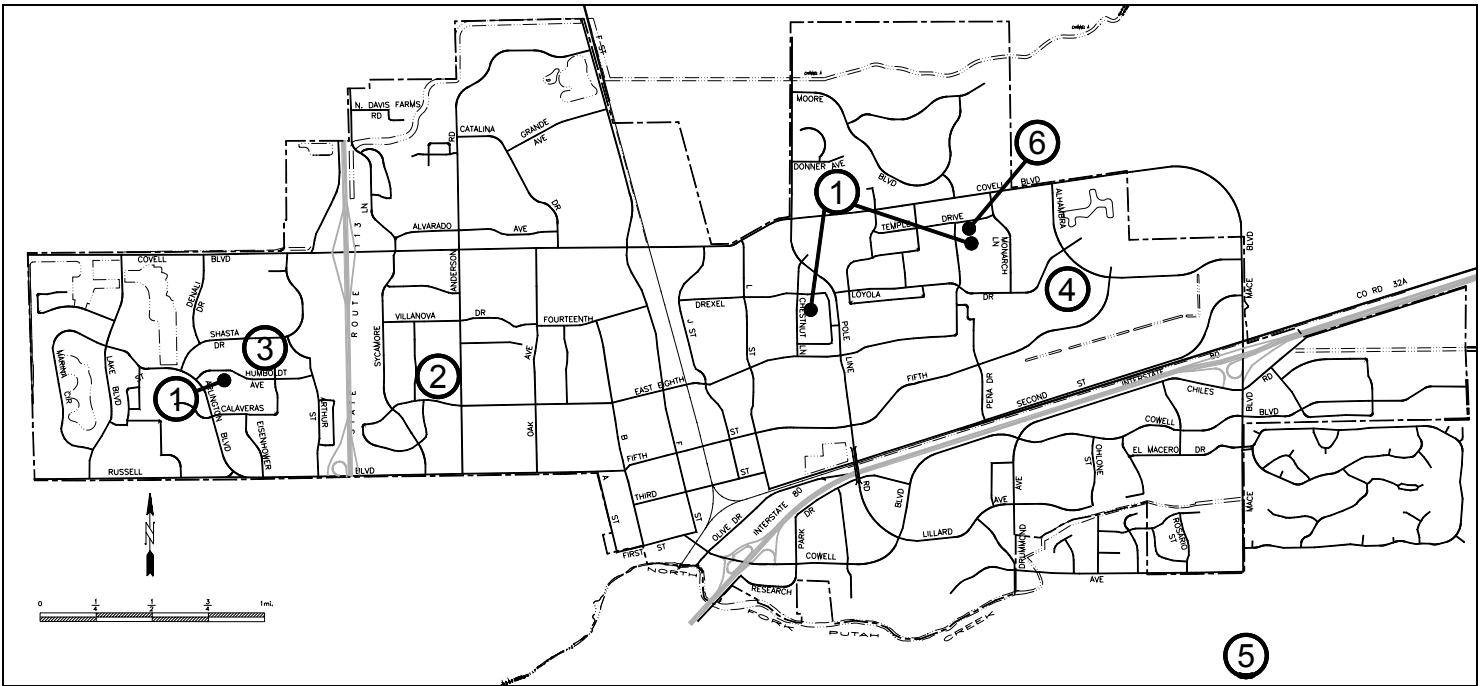 CHANNEL A
F ST
MOORE
N. DAVIS FARMS
RD
CATALINA
GRANDE
AVE
RD
DR
DONNER AVE
BLVD
6
1
COVELL BLVD
ALHAMBRA
TEMPLE DRIVE
MONARCH
LN
ALVARADO AVE
113
LN
COVELL BLVD
DENALI
DR
ANDERSON
BLVD
MACE
4
LOYOLA DR
DREXEL
CHESTNUT
LN
L
ST
J ST
POLE
LINE
CO RD 32A
VILLANOVA DR
FOURTEENTH
STATE ROUTE
SYCAMORE
SHASTA
DR
3
HUMBOLDT
AVE
MARINA
CIR
LAKE
BLVD
ST
1
ARLINGTON
BLVD
CALAVERAS
ARTHUR
ST
EISENHOWER
2
AVE
OAK
EAST EIGHTH
FIFTH
PEÑA DR
SECOND ST
INTERSTATE 80
CHILES
RD
BLVD
COWELL BLVD
EL MACERO DR
OHLONE
ST
MACE
RUSSELL BLVD
B
F
ST
FIFTH
THIRD ST
A
ST
ST
FIRST ST
OLIVE DR
INTERSTATE 80
PARK
DR
RD
BLVD
COWELL
LILLARD
AVE
AVE
DRUMMOND
ROSARIO
ST
AVE
RESEARCH
NORTH
FORK PUTAH CREEK
N
0 1/4 1/2 3/4 1mi.
5